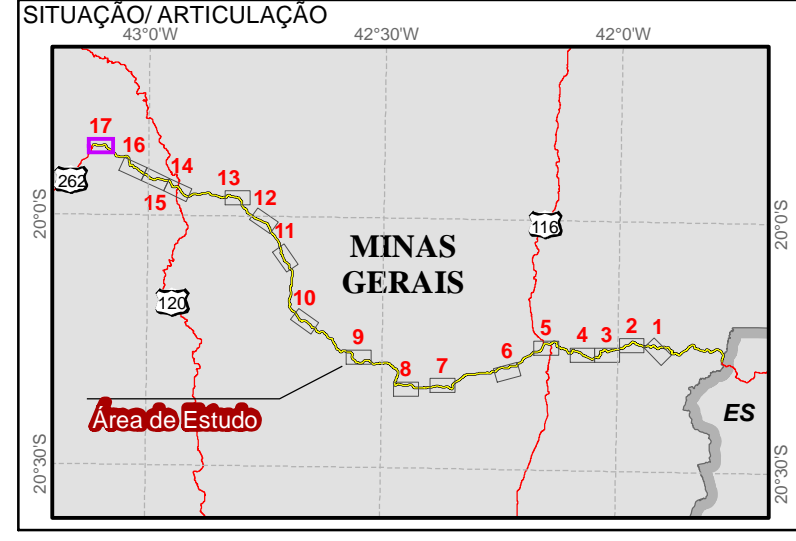 SITUAÇÃO/ ARTICULAÇÃO
43°0'W
42°30'W
42°0'W
17
16
15
14
13
12
11
10
9
8
7
6
5
4
3
2
1
262
120
116
20°0'S
20°0'S
MINAS
GERAIS
Área de Estudo
ES
20°30'S
20°30'S